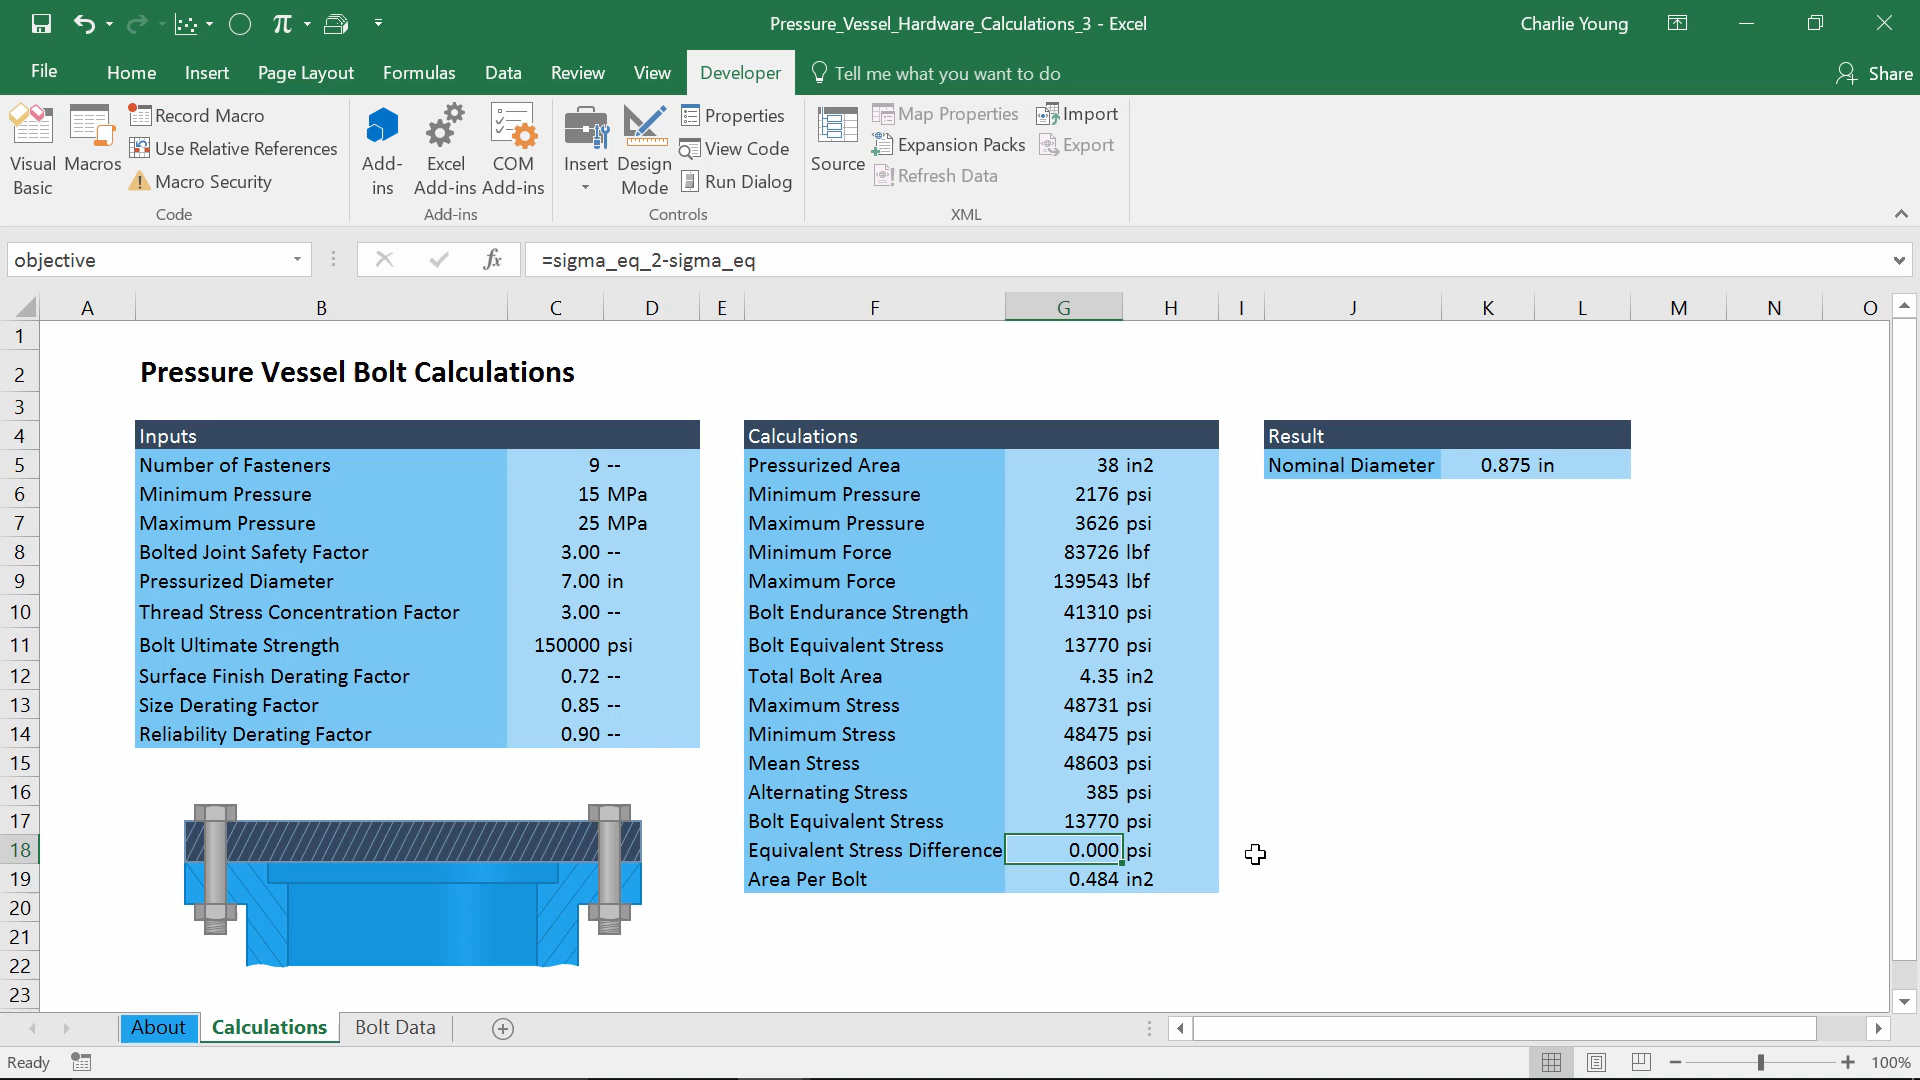 Pressure_Vessel_Hardware_Calculations_3 - Excel
Charlie Young
File Home Insert Page Layout Formulas Data Review View Developer Tell me what you want to do Share
Visual Basic
Macros
Record Macro
Use Relative References
Macro Security
Code
Add-ins
Excel Add-ins
COM Add-ins
Add-ins
Insert
Design Mode
Properties
View Code
Run Dialog
Controls
Source
Map Properties
Expansion Packs
Refresh Data
Import
Export
XML
objective
fx
=sigma_eq_2-sigma_eq
A B C D E F G H I J K L M N O
1
2 Pressure Vessel Bolt Calculations
3
4 Inputs Calculations Result
5 Number of Fasteners 9 -- Pressurized Area 38 in2 Nominal Diameter 0.875 in
6 Minimum Pressure 15 MPa Minimum Pressure 2176 psi
7 Maximum Pressure 25 MPa Maximum Pressure 3626 psi
8 Bolted Joint Safety Factor 3.00 -- Minimum Force 83726 lbf
9 Pressurized Diameter 7.00 in Maximum Force 139543 lbf
10 Thread Stress Concentration Factor 3.00 -- Bolt Endurance Strength 41310 psi
11 Bolt Ultimate Strength 150000 psi Bolt Equivalent Stress 13770 psi
12 Surface Finish Derating Factor 0.72 -- Total Bolt Area 4.35 in2
13 Size Derating Factor 0.85 -- Maximum Stress 48731 psi
14 Reliability Derating Factor 0.90 -- Minimum Stress 48475 psi
15 Mean Stress 48603 psi
16 Alternating Stress 385 psi
17 Bolt Equivalent Stress 13770 psi
18 Equivalent Stress Difference 0.000 psi
19 Area Per Bolt 0.484 in2
20
21
22
23
About Calculations Bolt Data
Ready
100%